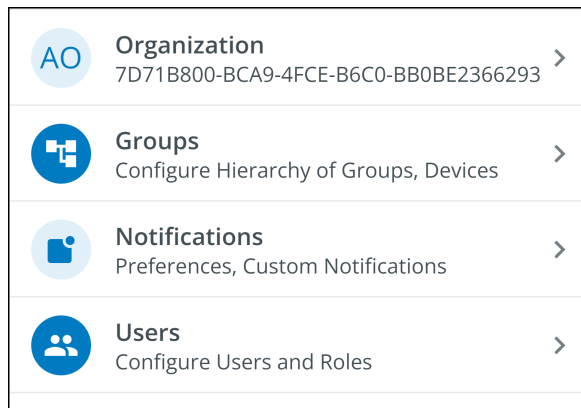 AO
Organization
7D71B800-BCA9-4FCE-B6C0-BB0BE2366293
Groups
Configure Hierarchy of Groups, Devices
Notifications
Preferences, Custom Notifications
Users
Configure Users and Roles